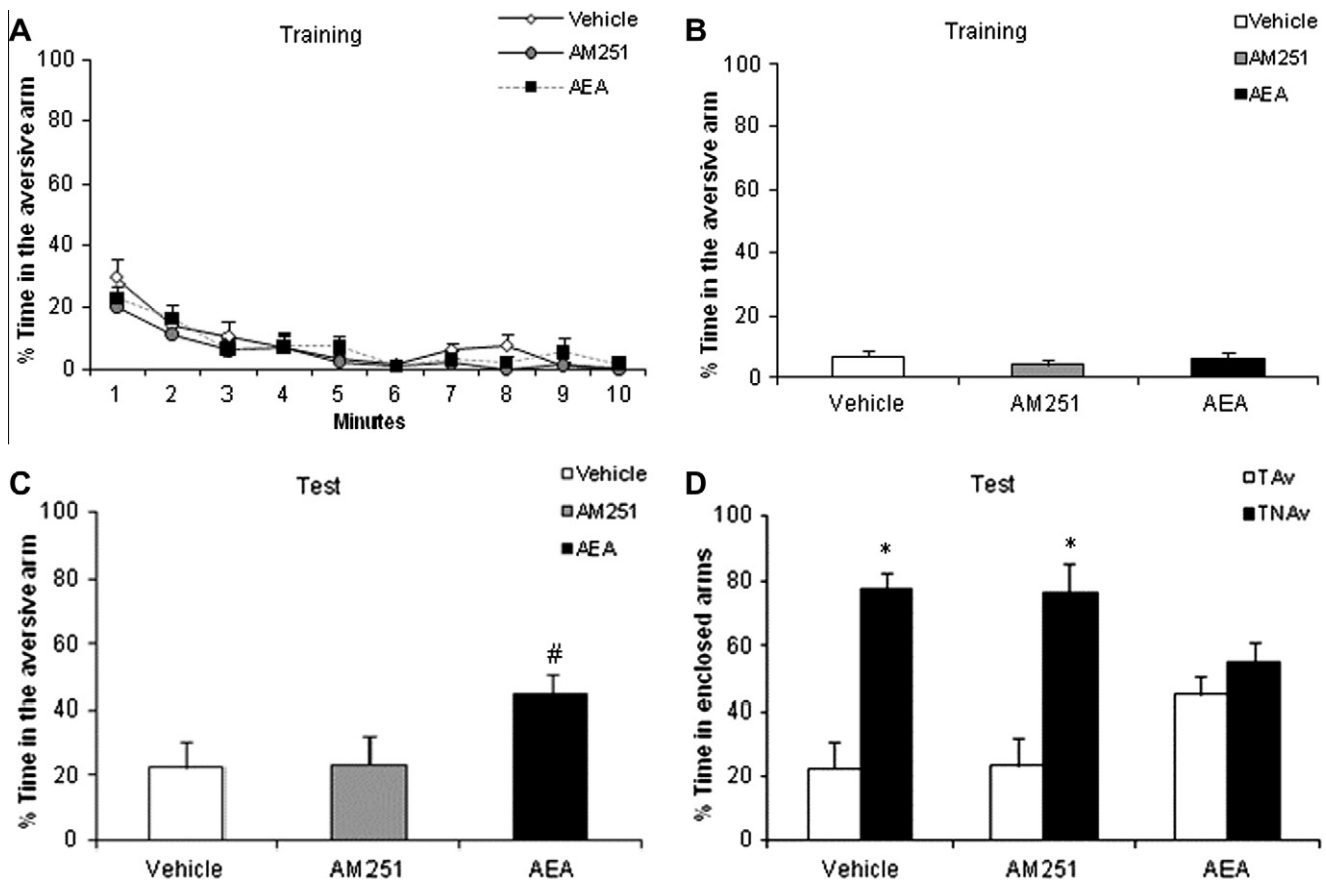 A
Training
Vehicle
AM251
AEA
% Time in the aversive arm
100
80
60
40
20
0
1 2 3 4 5 6 7 8 9 10
Minutes
B
Training
Vehicle
AM251
AEA
% Time in the aversive arm
100
80
60
40
20
0
Vehicle AM251 AEA
C
Test
Vehicle
AM251
AEA
% Time in the aversive arm
100
80
60
40
20
0
#
Vehicle AM251 AEA
D
Test
TAv
TNAv
% Time in enclosed arms
100
80
60
40
20
0
* *
Vehicle AM251 AEA